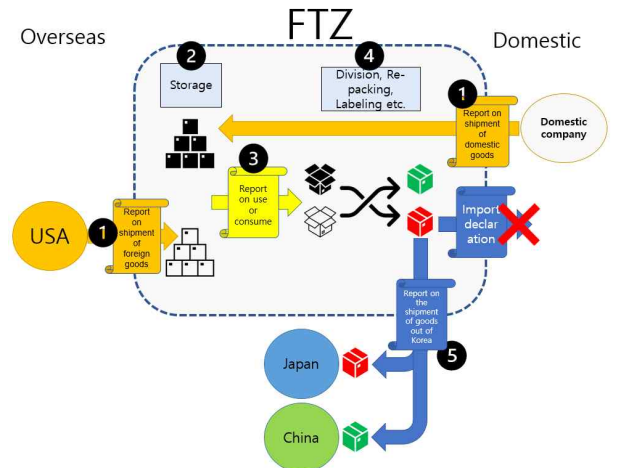 FTZ
Overseas
Domestic
2
Storage
4
Division, Re-
packing,
Labeling etc.
1
Report on
shipment
of
domestic
goods
Domestic
company
3
Report
on use
or
consume
USA
1
Report
on
shipment
of foreign
goods
Import
declar
ation
Report on
the
shipment
of goods
out of
Korea
5
Japan
China